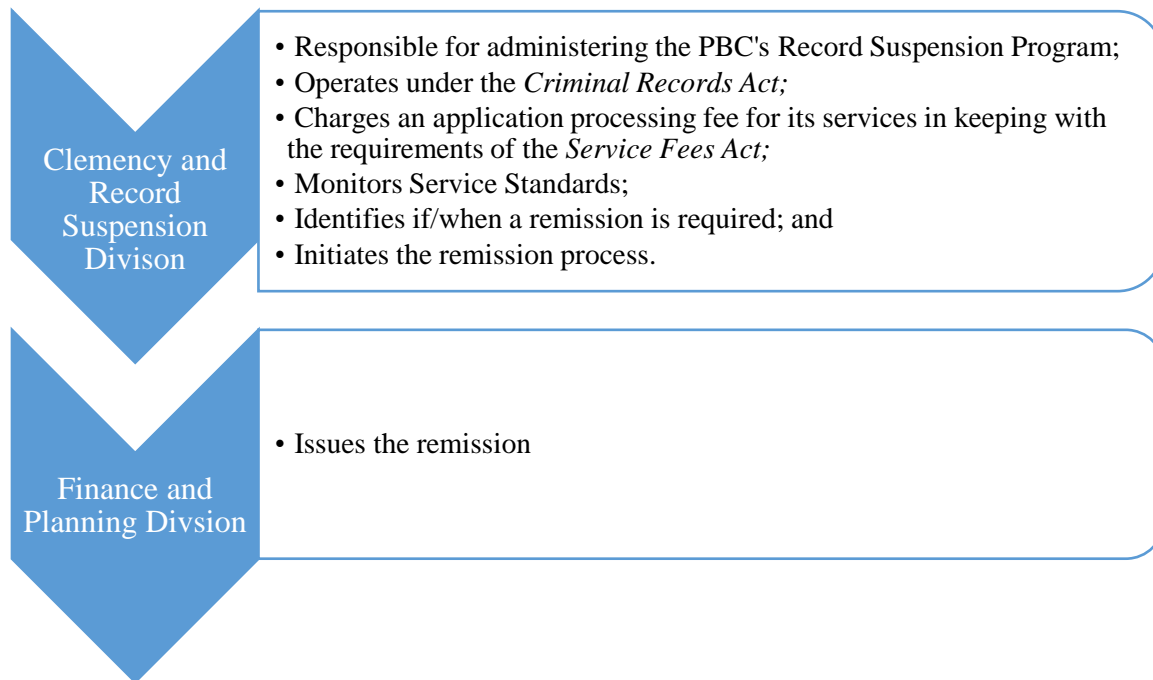 Clemency and
Record
Suspension
Divison
• Responsible for administering the PBC's Record Suspension Program;
• Operates under the Criminal Records Act;
• Charges an application processing fee for its services in keeping with
the requirements of the Service Fees Act;
• Monitors Service Standards;
• Identifies if/when a remission is required; and
• Initiates the remission process.
Finance and
Planning Divsion
• Issues the remission